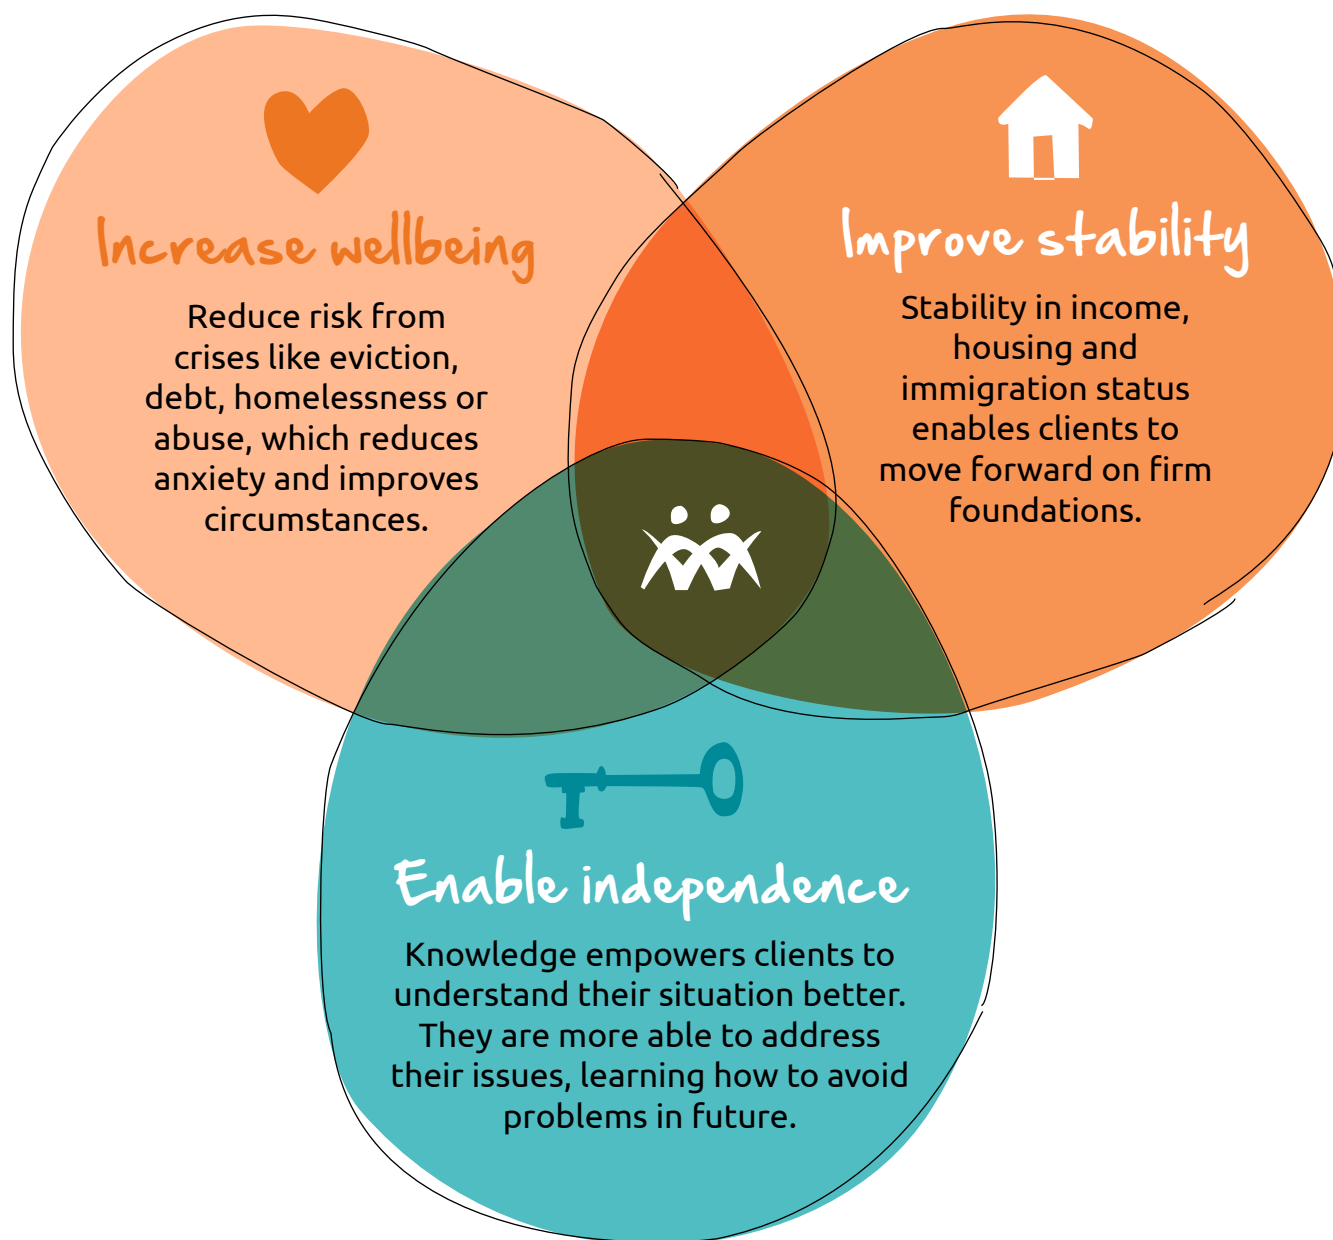 Increase wellbeing
Reduce risk from
crises like eviction,
debt, homelessness or
abuse, which reduces
anxiety and improves
circumstances.
Improve stability
Stability in income,
housing and
immigration status
enables clients to
move forward on firm
foundations.
Enable independence
Knowledge empowers clients to
understand their situation better.
They are more able to address
their issues, learning how to avoid
problems in future.